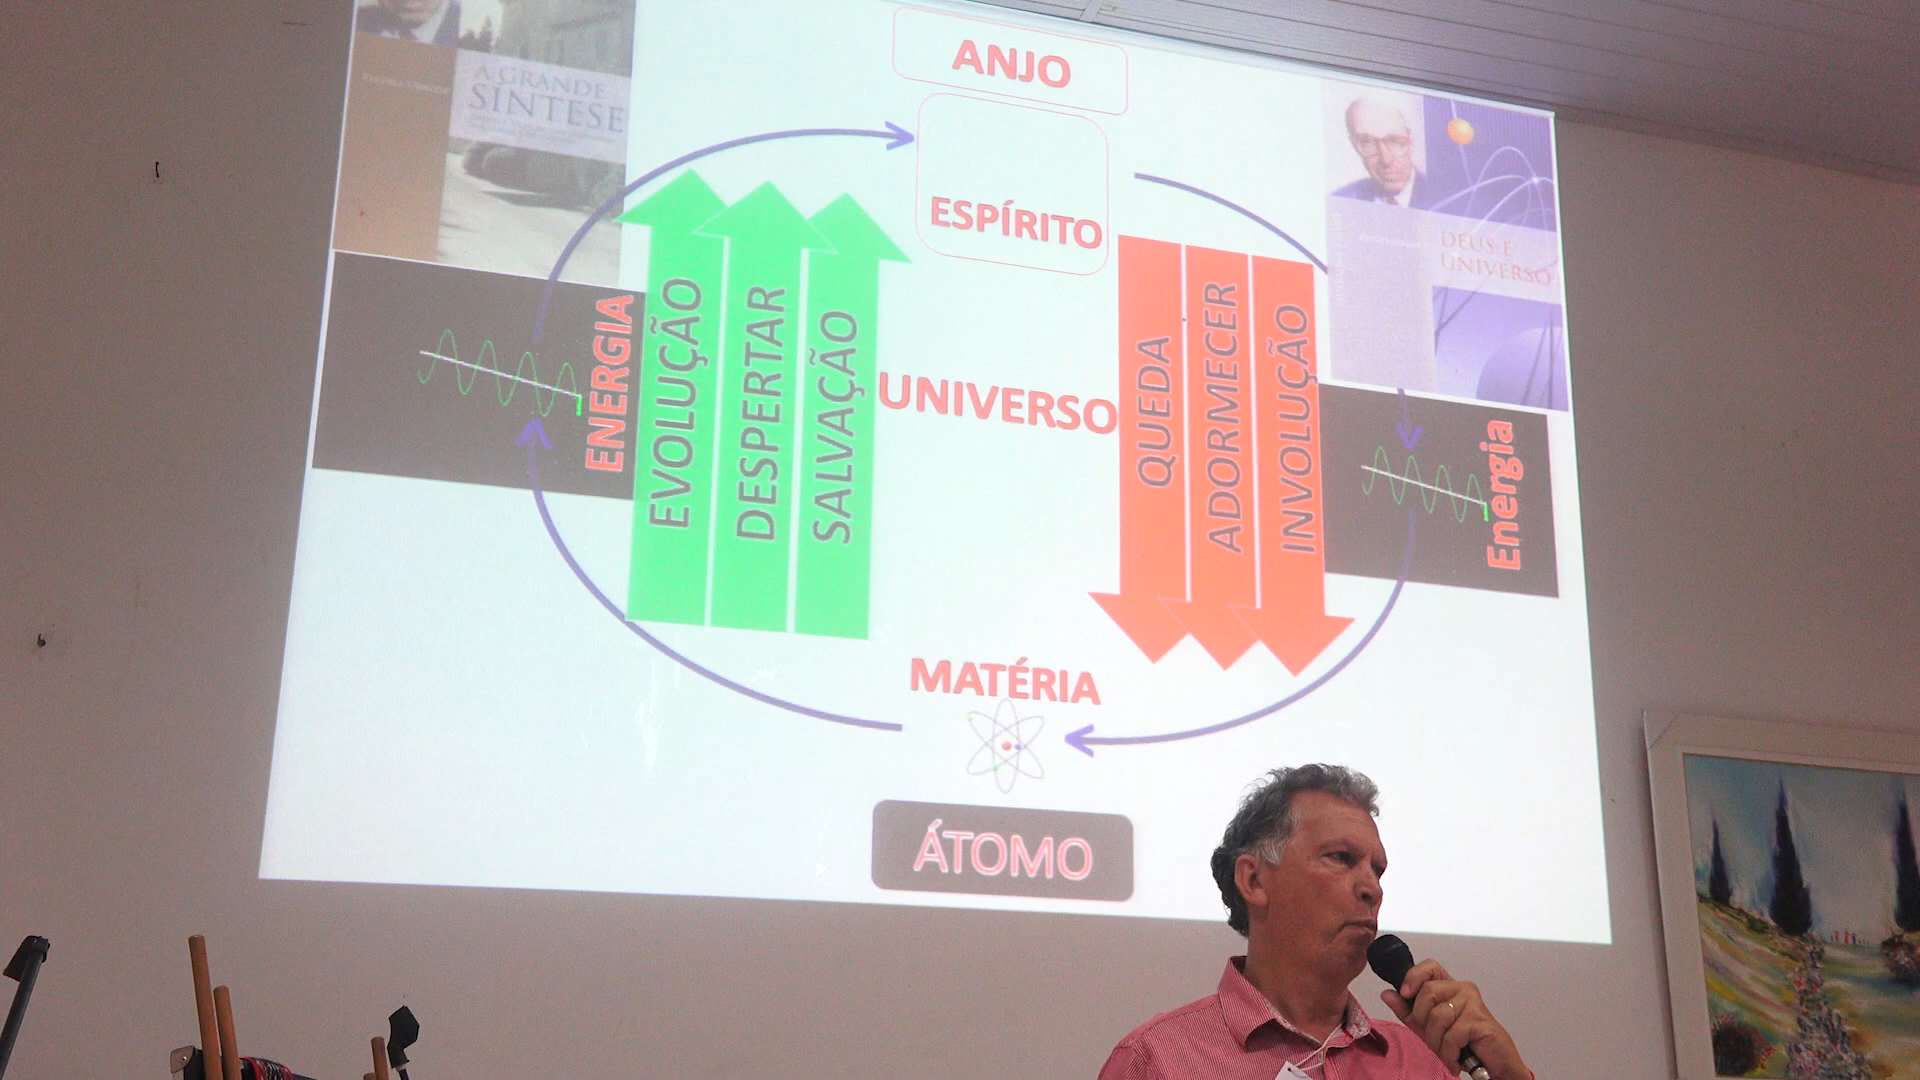 ANJO
A GRANDE
SÍNTESE
ESPÍRITO
DEUS E
UNIVERSO
ENERGIA
EVOLUÇÃO
DESPERTAR
SALVAÇÃO
UNIVERSO
QUEDA
ADORMECER
INVOLUÇÃO
Energia
MATÉRIA
ÁTOMO